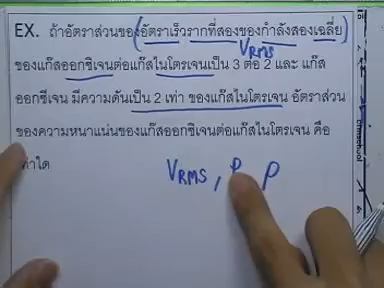 EX. ถ้าอัตราส่วนของ(อัตราเร็วรากที่สองของกำลังสองเฉลี่ย)
VRMS
ของแก๊สออกซิเจนต่อแก๊สไนโตรเจนเป็น 3 ต่อ 2 และ แก๊ส
ออกซีเจน มีความดันเป็น 2 เท่า ของแก๊สไนโตรเจน อัตราส่วน
ของความหนาแน่นของแก๊สออกซิเจนต่อแก๊สไนโตรเจน คือ
เท่าใด
VRMS, P ρ